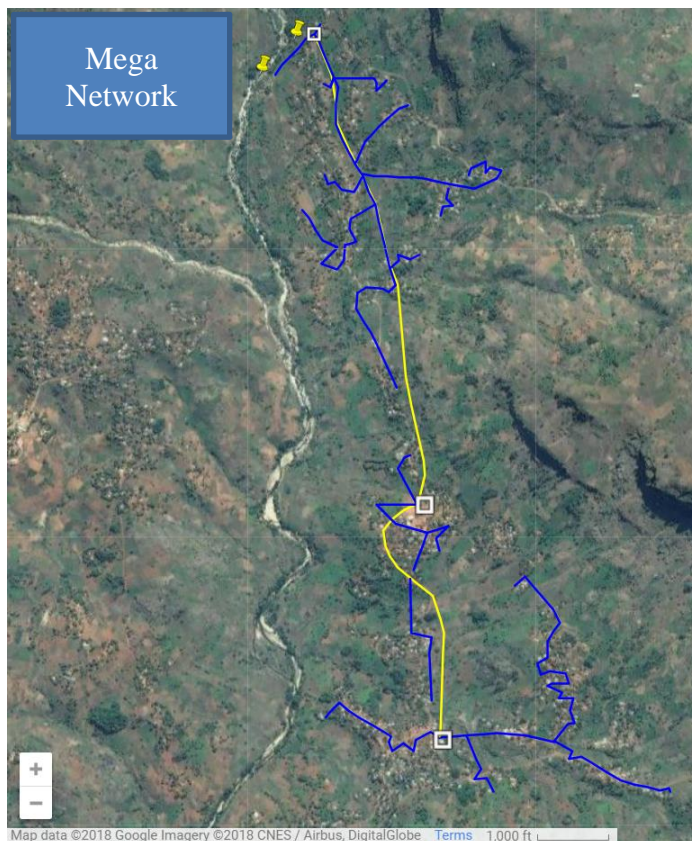 Mega
Network
+
−
Map data ©2018 Google Imagery ©2018 CNES / Airbus, DigitalGlobe Terms 1,000 ft